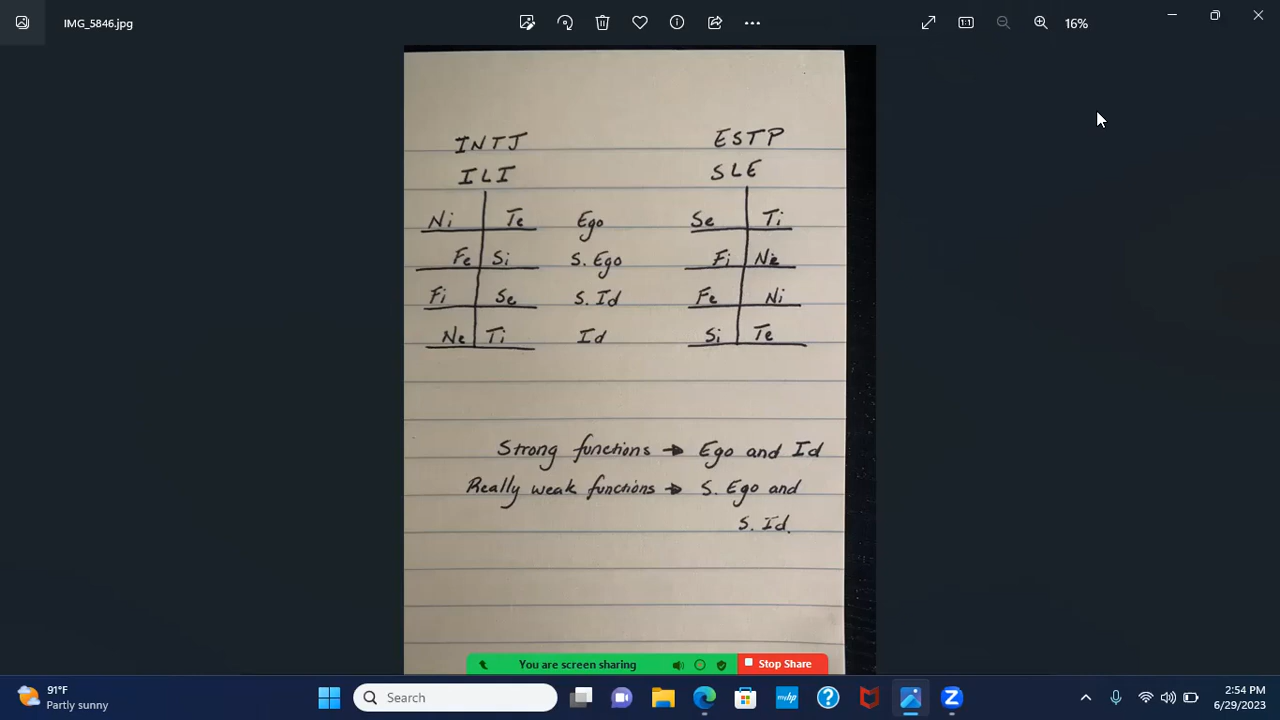 IMG_5846.jpg
16%
INTJ ESTP
ILI SLE
Ni Te Ego Se Ti
Fe Si S. Ego Fi Ne
Fi Se S. Id Fe Ni
Ne Ti Id Si Te
Strong functions → Ego and Id
Really weak functions → S. Ego and
S. Id.
You are screen sharing Stop Share
91°F
Partly sunny
Search
hp
2:54 PM
6/29/2023